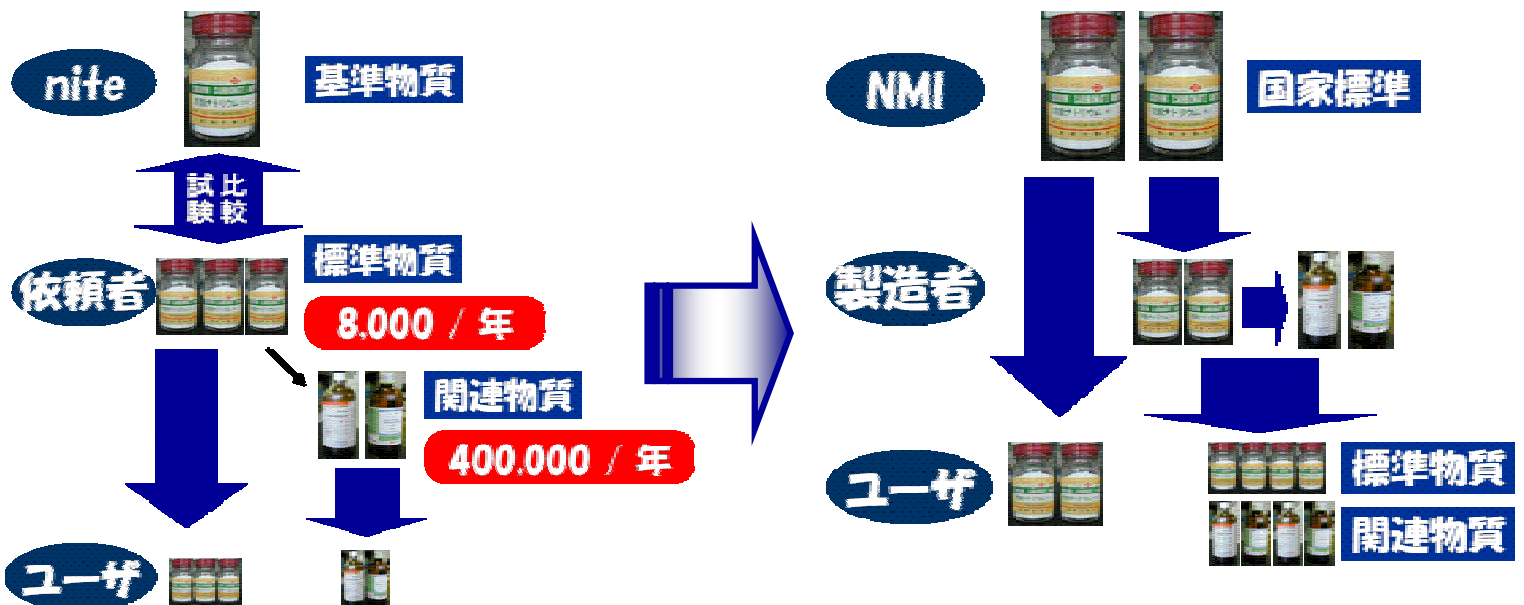 nite
基準物質
試験
比較
依頼者
標準物質
8,000 / 年
関連物質
400,000 / 年
ユーザ
NMI
国家標準
製造者
ユーザ
標準物質
関連物質